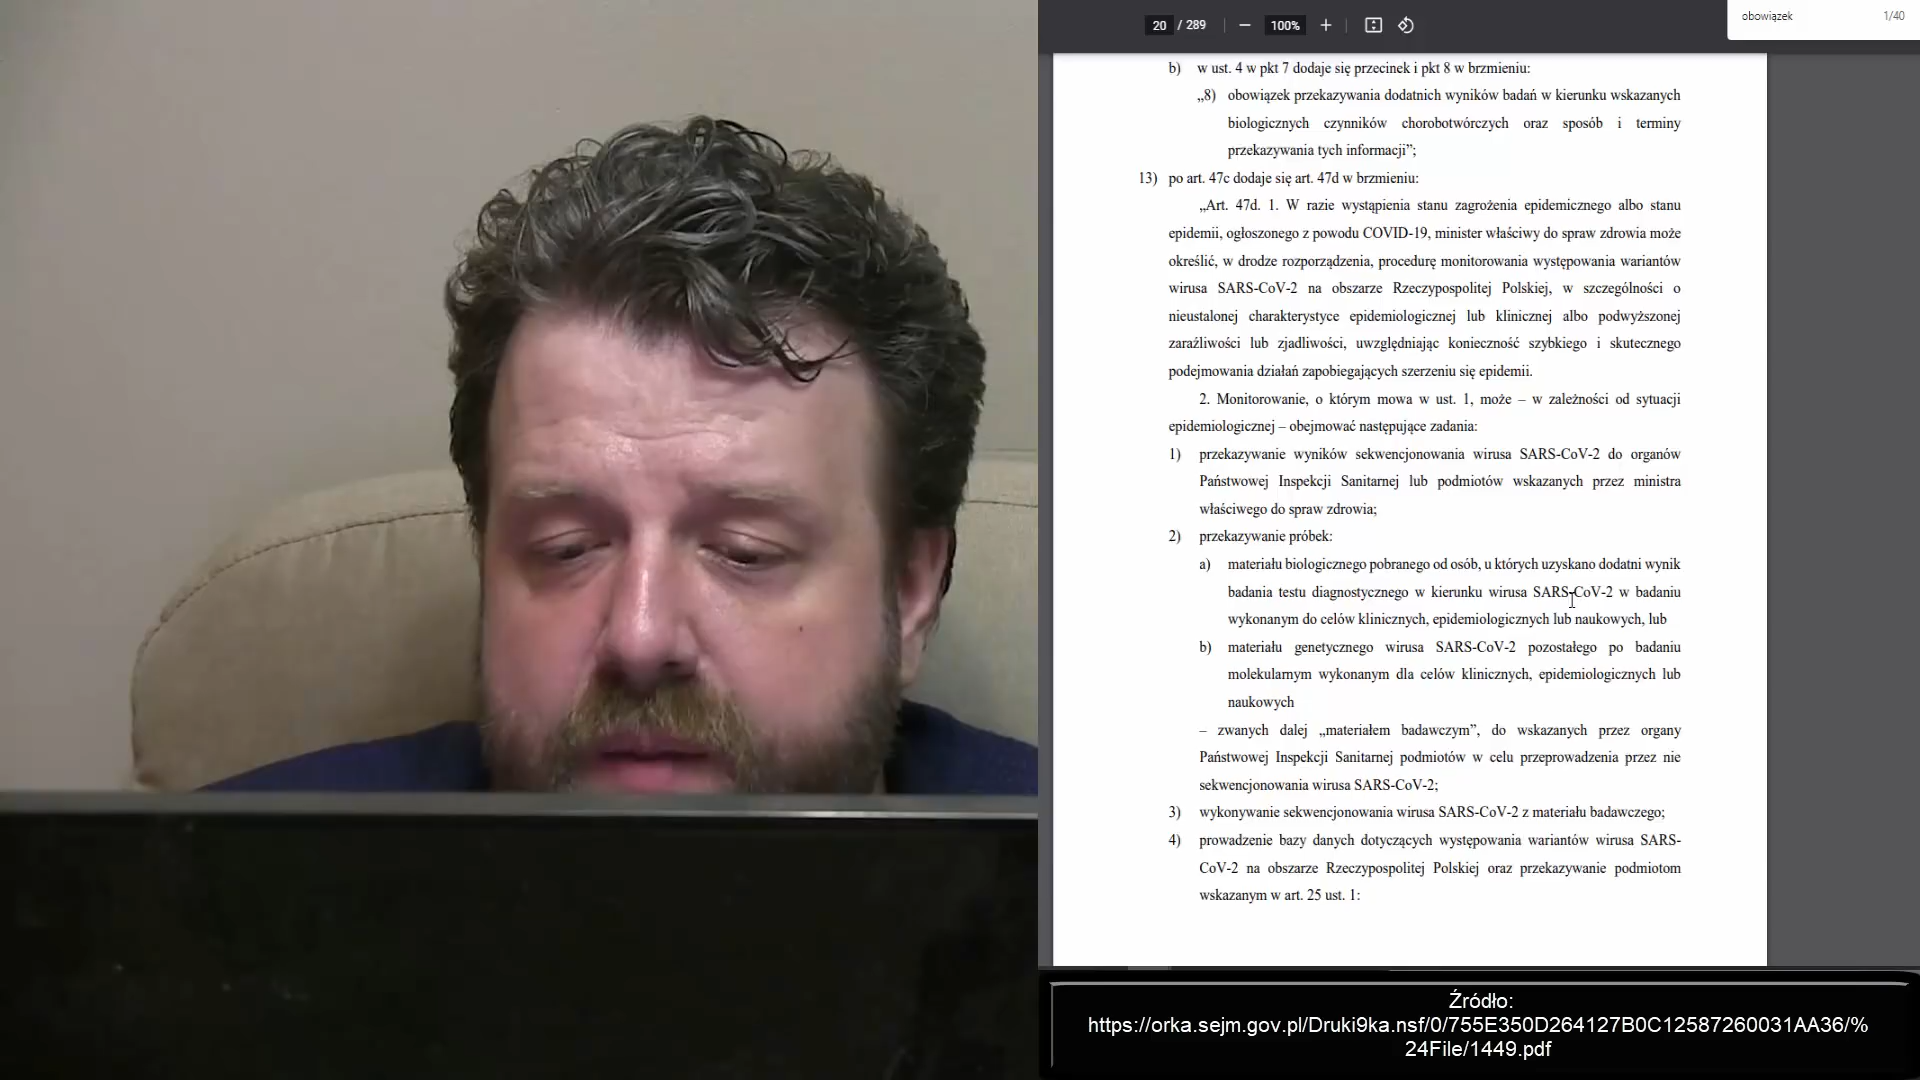 20 / 289
100%
obowiązek 1/40
b) w ust. 4 w pkt 7 dodaje się przecinek i pkt 8 w brzmieniu:
„8) obowiązek przekazywania dodatnich wyników badań w kierunku wskazanych
biologicznych czynników chorobotwórczych oraz sposób i terminy
przekazywania tych informacji”;
13) po art. 47c dodaje się art. 47d w brzmieniu:
„Art. 47d. 1. W razie wystąpienia stanu zagrożenia epidemicznego albo stanu
epidemii, ogłoszonego z powodu COVID-19, minister właściwy do spraw zdrowia może
określić, w drodze rozporządzenia, procedurę monitorowania występowania wariantów
wirusa SARS-CoV-2 na obszarze Rzeczypospolitej Polskiej, w szczególności o
nieustalonej charakterystyce epidemiologicznej lub klinicznej albo podwyższonej
zaraźliwości lub zjadliwości, uwzględniając konieczność szybkiego i skutecznego
podejmowania działań zapobiegających szerzeniu się epidemii.
2. Monitorowanie, o którym mowa w ust. 1, może – w zależności od sytuacji
epidemiologicznej – obejmować następujące zadania:
1) przekazywanie wyników sekwencjonowania wirusa SARS-CoV-2 do organów
Państwowej Inspekcji Sanitarnej lub podmiotów wskazanych przez ministra
właściwego do spraw zdrowia;
2) przekazywanie próbek:
a) materiału biologicznego pobranego od osób, u których uzyskano dodatni wynik
badania testu diagnostycznego w kierunku wirusa SARS-CoV-2 w badaniu
wykonanym do celów klinicznych, epidemiologicznych lub naukowych, lub
b) materiału genetycznego wirusa SARS-CoV-2 pozostałego po badaniu
molekularnym wykonanym dla celów klinicznych, epidemiologicznych lub
naukowych
– zwanych dalej „materiałem badawczym”, do wskazanych przez organy
Państwowej Inspekcji Sanitarnej podmiotów w celu przeprowadzenia przez nie
sekwencjonowania wirusa SARS-CoV-2;
3) wykonywanie sekwencjonowania wirusa SARS-CoV-2 z materiału badawczego;
4) prowadzenie bazy danych dotyczących występowania wariantów wirusa SARS-
CoV-2 na obszarze Rzeczypospolitej Polskiej oraz przekazywanie podmiotom
wskazanym w art. 25 ust. 1:
Źródło:
https://orka.sejm.gov.pl/Druki9ka.nsf/0/755E350D264127B0C12587260031AA36/%
24File/1449.pdf